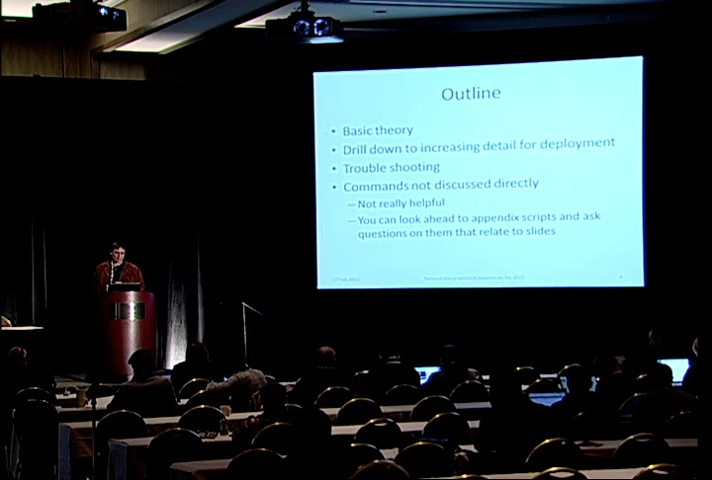 Outline
• Basic theory
• Drill down to increasing detail for deployment
• Trouble shooting
• Commands not discussed directly
—Not really helpful
—You can look ahead to appendix scripts and ask
questions on them that relate to slides